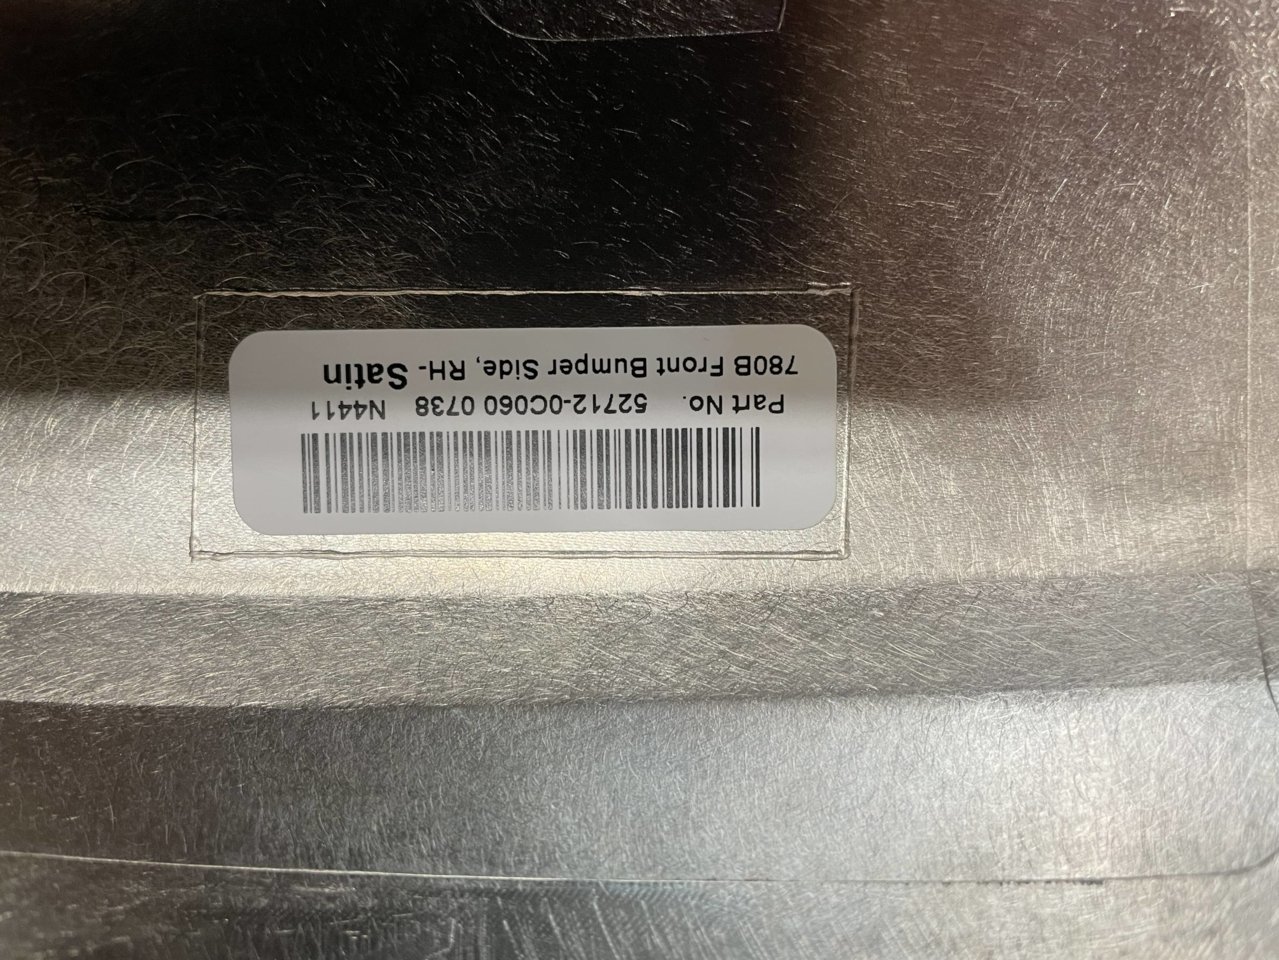 780B Front Bumper Side, RH- Satin
Part No. 52712-0C060 0738 N4411